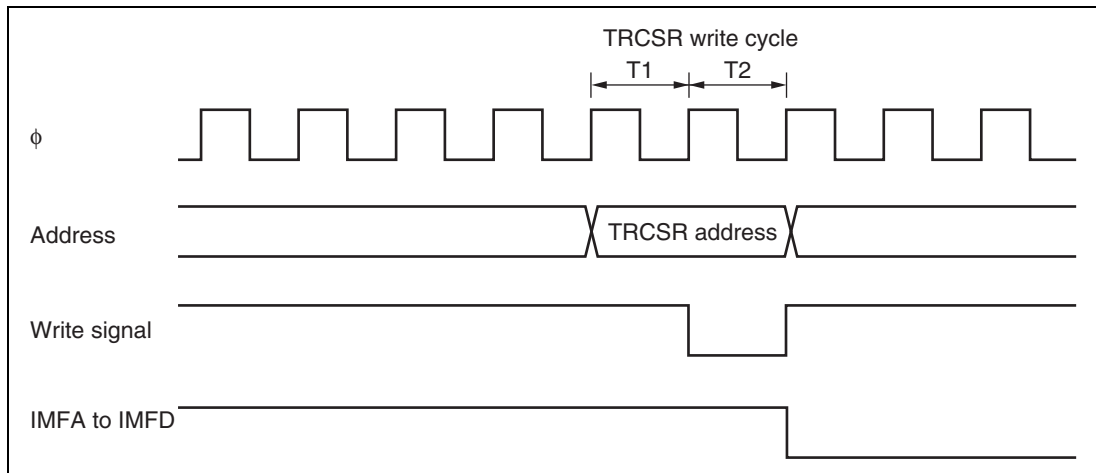 TRCSR write cycle
T1 T2
ϕ
Address
TRCSR address
Write signal
IMFA to IMFD